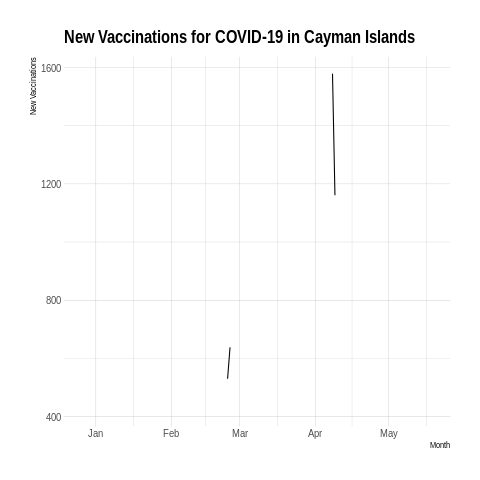 New Vaccinations for COVID-19 in Cayman Islands
New Vaccinations
1600
1200
800
400
Jan Feb Mar Apr May
Month